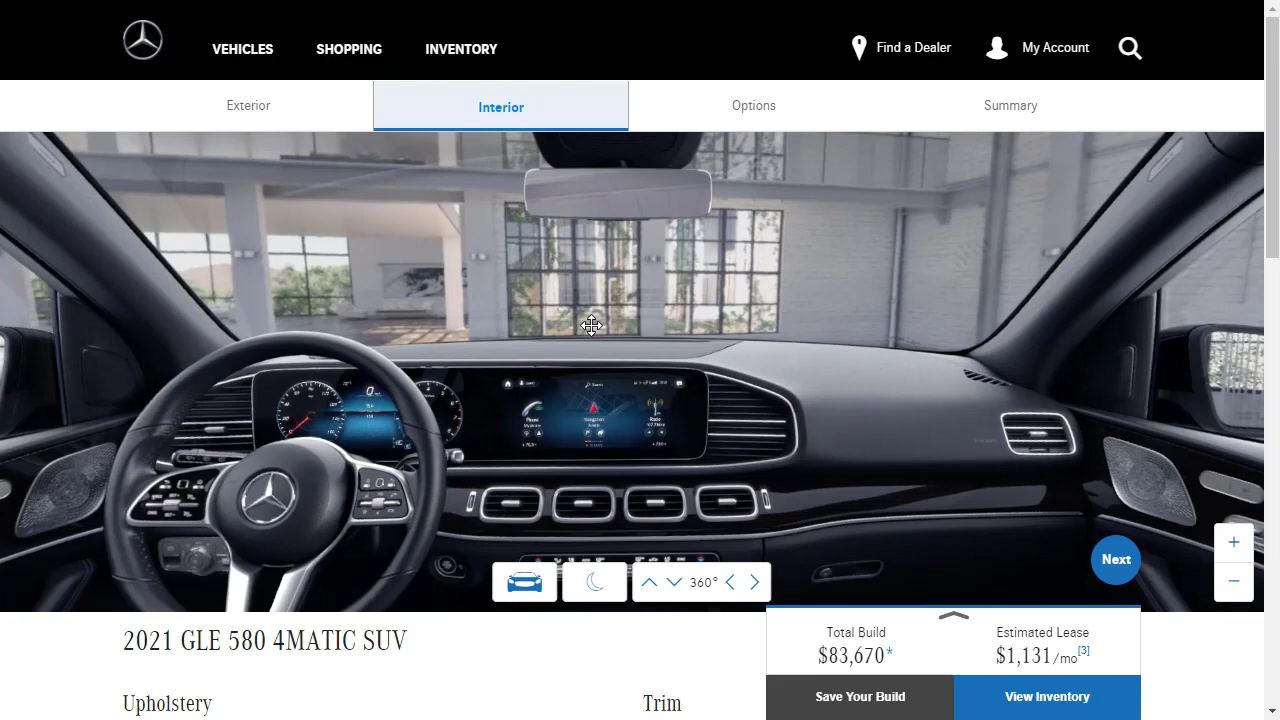 VEHICLES
SHOPPING
INVENTORY
Find a Dealer
My Account
Exterior
Interior
Options
Summary
Next
+
−
360°
2021 GLE 580 4MATIC SUV
Total Build
$83,670*
Estimated Lease
$1,131/mo[3]
Save Your Build
View Inventory
Upholstery
Trim